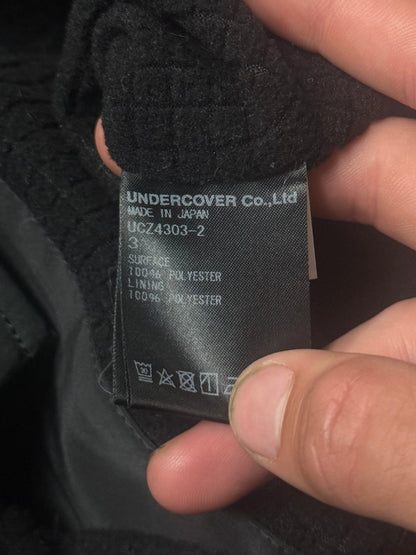 UNDERCOVER Co.,Ltd
MADE IN JAPAN
UCZ4303-2
3
SURFACE
100% POLYESTER
LINING
100% POLYESTER